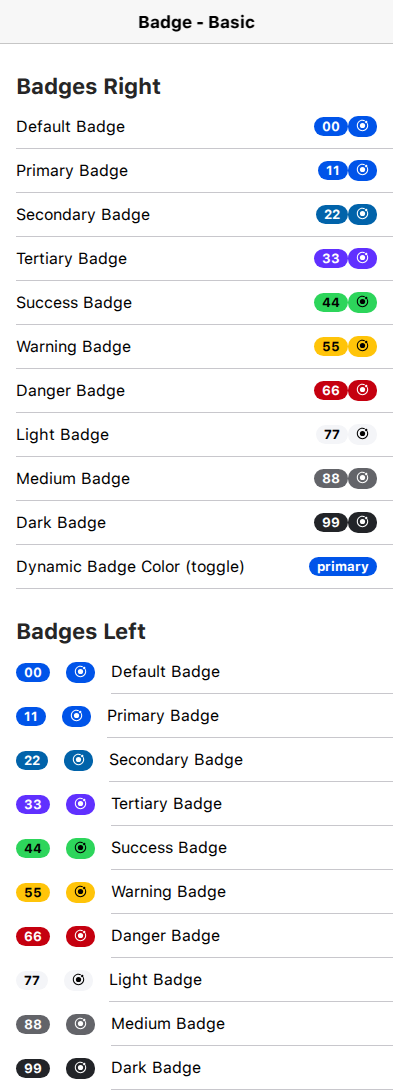 Badge - Basic
Badges Right
Default Badge 00
Primary Badge 11
Secondary Badge 22
Tertiary Badge 33
Success Badge 44
Warning Badge 55
Danger Badge 66
Light Badge 77
Medium Badge 88
Dark Badge 99
Dynamic Badge Color (toggle) primary
Badges Left
00 Default Badge
11 Primary Badge
22 Secondary Badge
33 Tertiary Badge
44 Success Badge
55 Warning Badge
66 Danger Badge
77 Light Badge
88 Medium Badge
99 Dark Badge